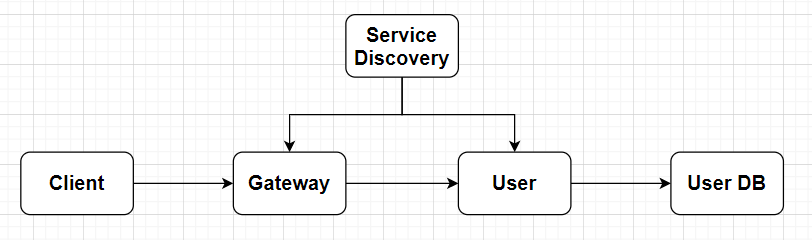 Service
Discovery
Client
Gateway
User
User DB